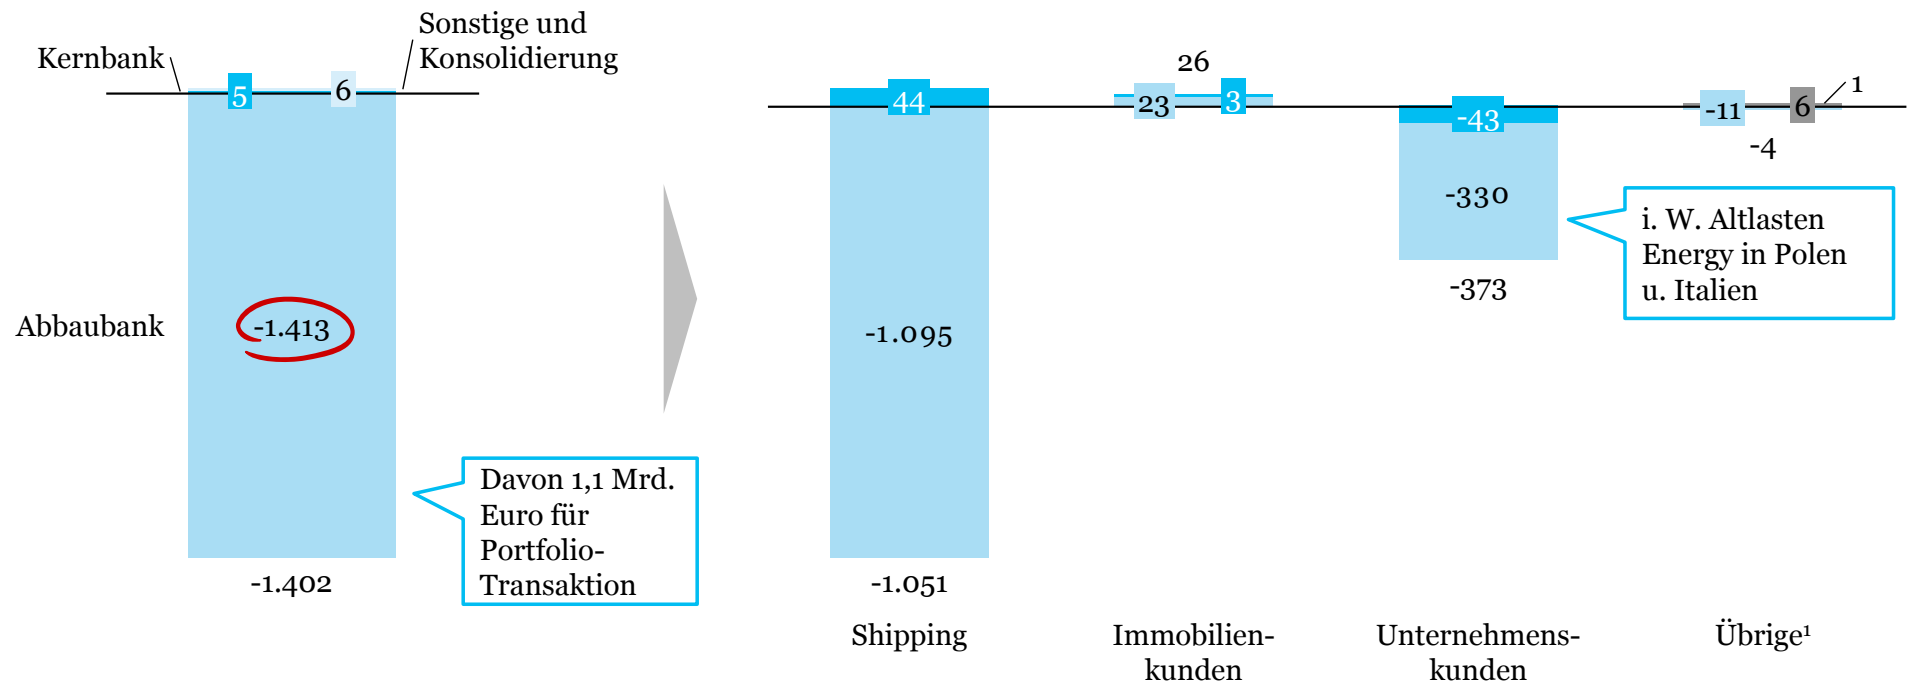 Sonstige und
Konsolidierung
Kernbank
5
6
Abbaubank
-1.413
Davon 1,1 Mrd.
Euro für
Portfolio-
Transaktion
-1.402
44
-1.095
-1.051
Shipping
26
23
3
Immobilien-
kunden
-43
-330
-373
Unternehmens-
kunden
i. W. Altlasten
Energy in Polen
u. Italien
1
-11
6
-4
Übrige¹